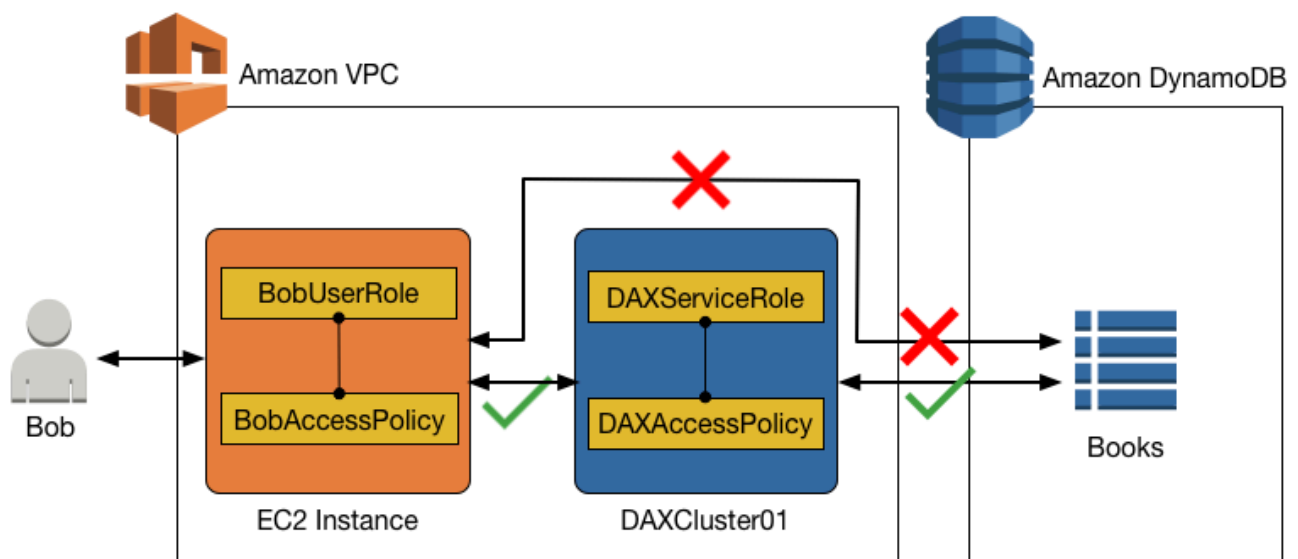 Amazon VPC
Amazon DynamoDB
BobUserRole
DAXServiceRole
BobAccessPolicy
DAXAccessPolicy
Bob
Books
EC2 Instance
DAXCluster01